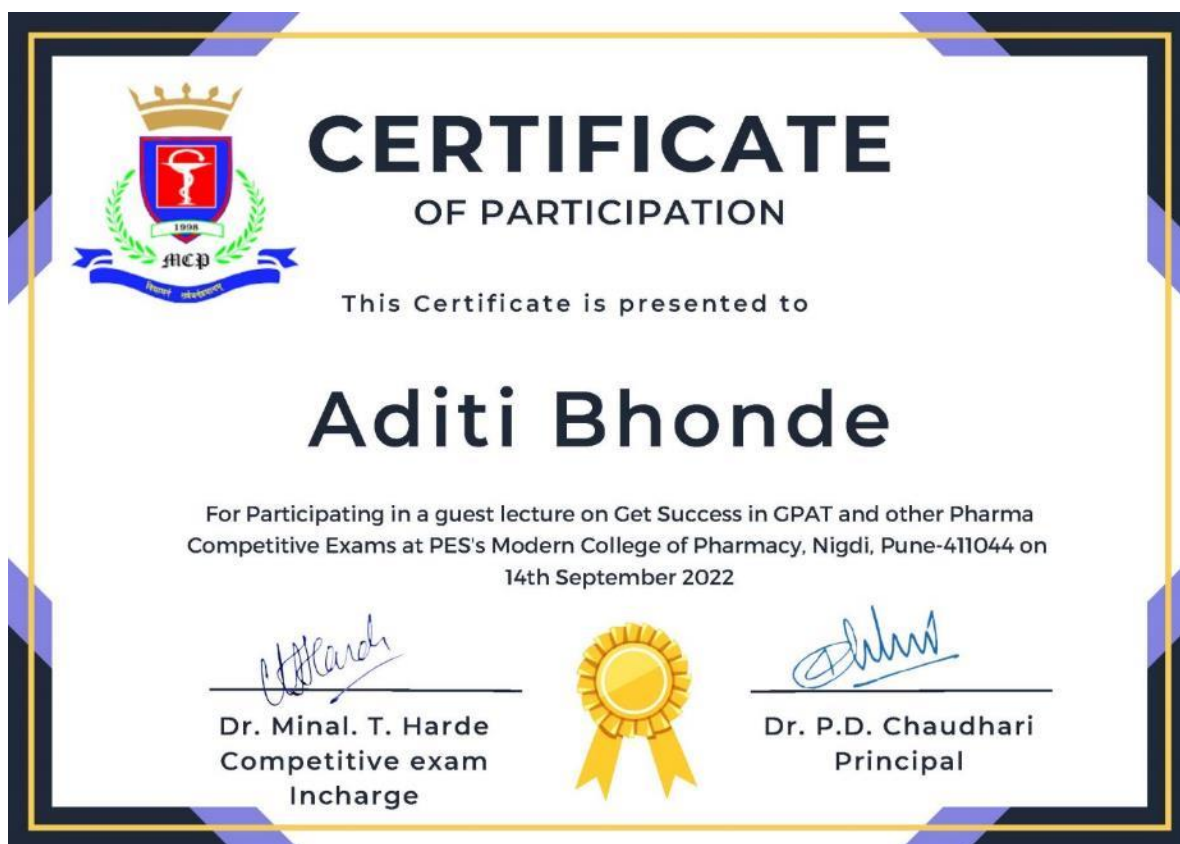 CERTIFICATE
OF PARTICIPATION
1998
MCP
This Certificate is presented to
Aditi Bhonde
For Participating in a guest lecture on Get Success in GPAT and other Pharma
Competitive Exams at PES's Modern College of Pharmacy, Nigdi, Pune-411044 on
14th September 2022
Dr. Minal. T. Harde
Competitive exam
Incharge
Dr. P.D. Chaudhari
Principal